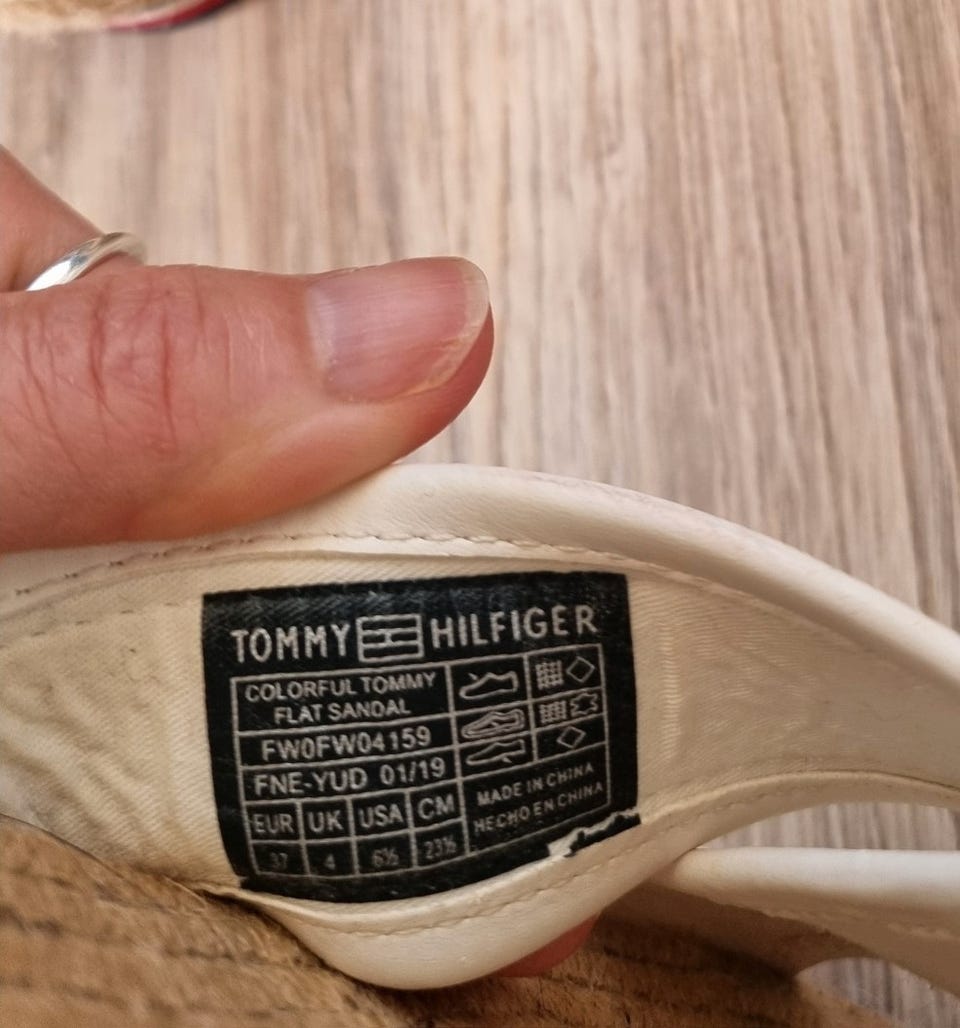 TOMMY HILFIGER
COLORFUL TOMMY
FLAT SANDAL
FW0FW04159
FNE-YUD 01/19
EUR UK USA CM
37 4 6½ 23½
MADE IN CHINA
HECHO EN CHINA